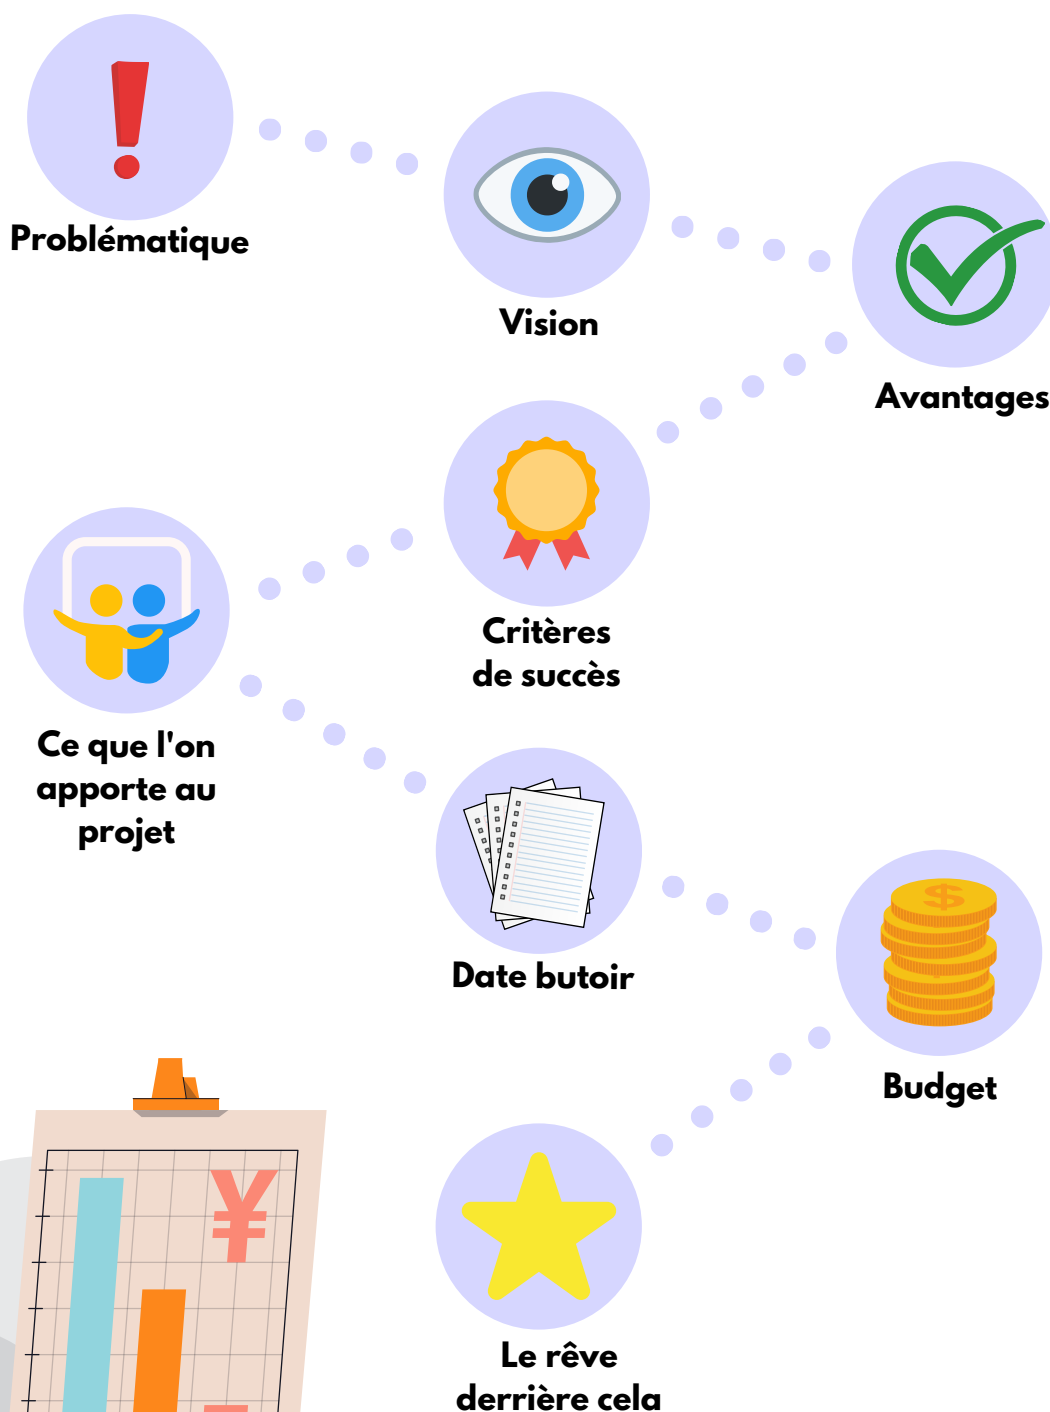 Problématique
Vision
Avantages
Critères
de succès
Ce que l'on
apporte au
projet
Date butoir
$
Budget
¥
Le rêve
derrière cela